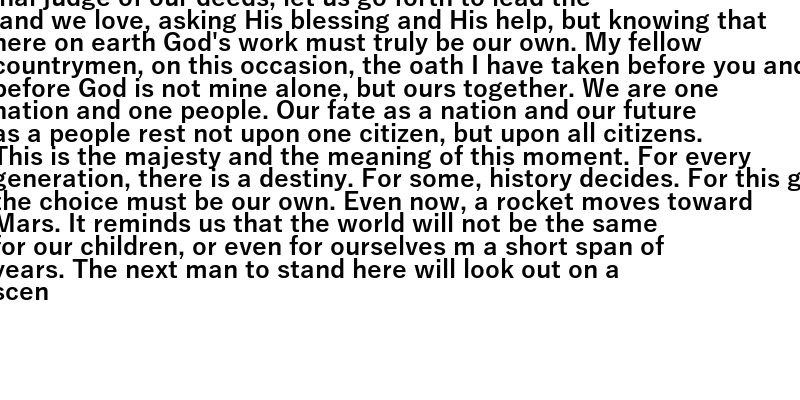 final judge of our deeds, let us go forth to lead the
land we love, asking His blessing and His help, but knowing that
here on earth God's work must truly be our own. My fellow
countrymen, on this occasion, the oath I have taken before you and
before God is not mine alone, but ours together. We are one
nation and one people. Our fate as a nation and our future
as a people rest not upon one citizen, but upon all citizens.
This is the majesty and the meaning of this moment. For every
generation, there is a destiny. For some, history decides. For this g
the choice must be our own. Even now, a rocket moves toward
Mars. It reminds us that the world will not be the same
for our children, or even for ourselves m a short span of
years. The next man to stand here will look out on a
scen